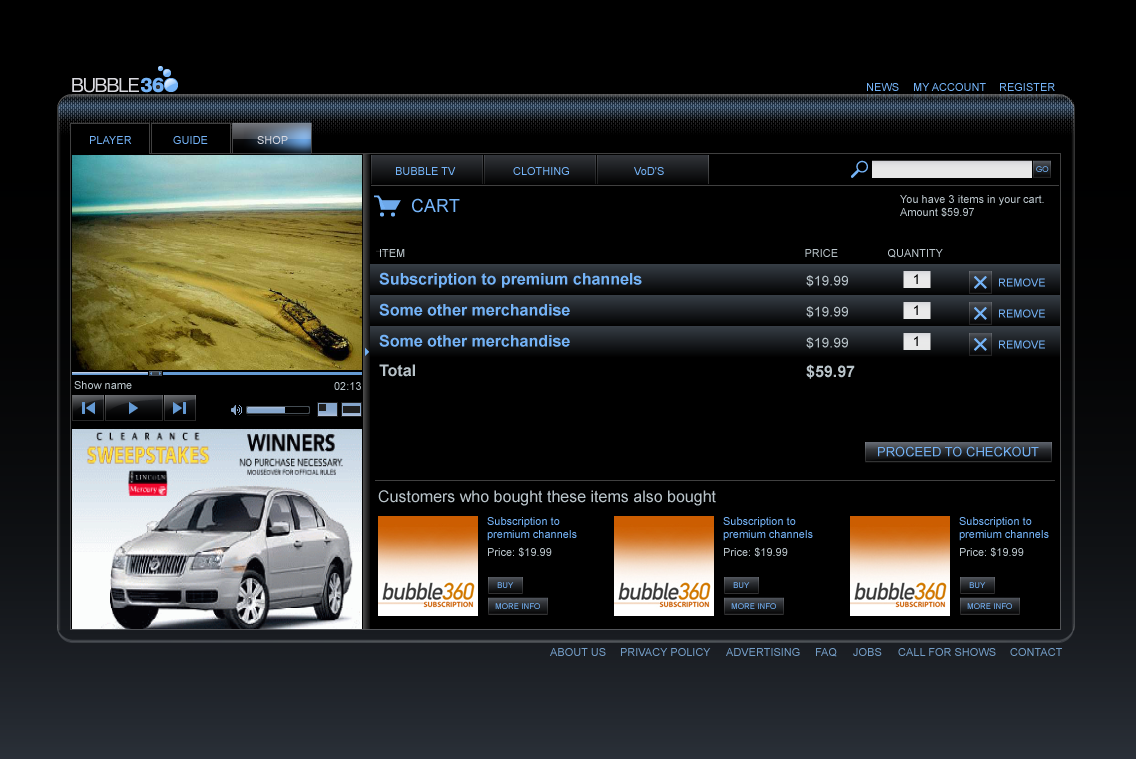 BUBBLE360
NEWS MY ACCOUNT REGISTER
PLAYER GUIDE SHOP
BUBBLE TV CLOTHING VoD'S
GO
CART
You have 3 items in your cart.
Amount $59.97
ITEM PRICE QUANTITY
Subscription to premium channels $19.99 1 REMOVE
Some other merchandise $19.99 1 REMOVE
Some other merchandise $19.99 1 REMOVE
Total $59.97
Show name 02:13
PROCEED TO CHECKOUT
CLEARANCE
SWEEPSTAKES
WINNERS
NO PURCHASE NECESSARY.
MOUSEOVER FOR OFFICIAL RULES
LINCOLN
Mercury
Customers who bought these items also bought
bubble360
SUBSCRIPTION
Subscription to
premium channels
Price: $19.99
BUY
MORE INFO
bubble360
SUBSCRIPTION
Subscription to
premium channels
Price: $19.99
BUY
MORE INFO
bubble360
SUBSCRIPTION
Subscription to
premium channels
Price: $19.99
BUY
MORE INFO
ABOUT US PRIVACY POLICY ADVERTISING FAQ JOBS CALL FOR SHOWS CONTACT